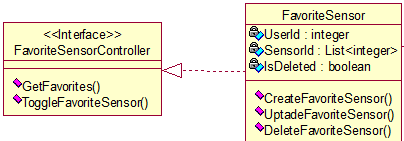 <<Interface>>
FavoriteSensorController
GetFavorites()
ToggleFavoriteSensor()
FavoriteSensor
UserId : integer
SensorId : List<integer>
IsDeleted : boolean
CreateFavoriteSensor()
UptadeFavoriteSensor()
DeleteFavoriteSensor()